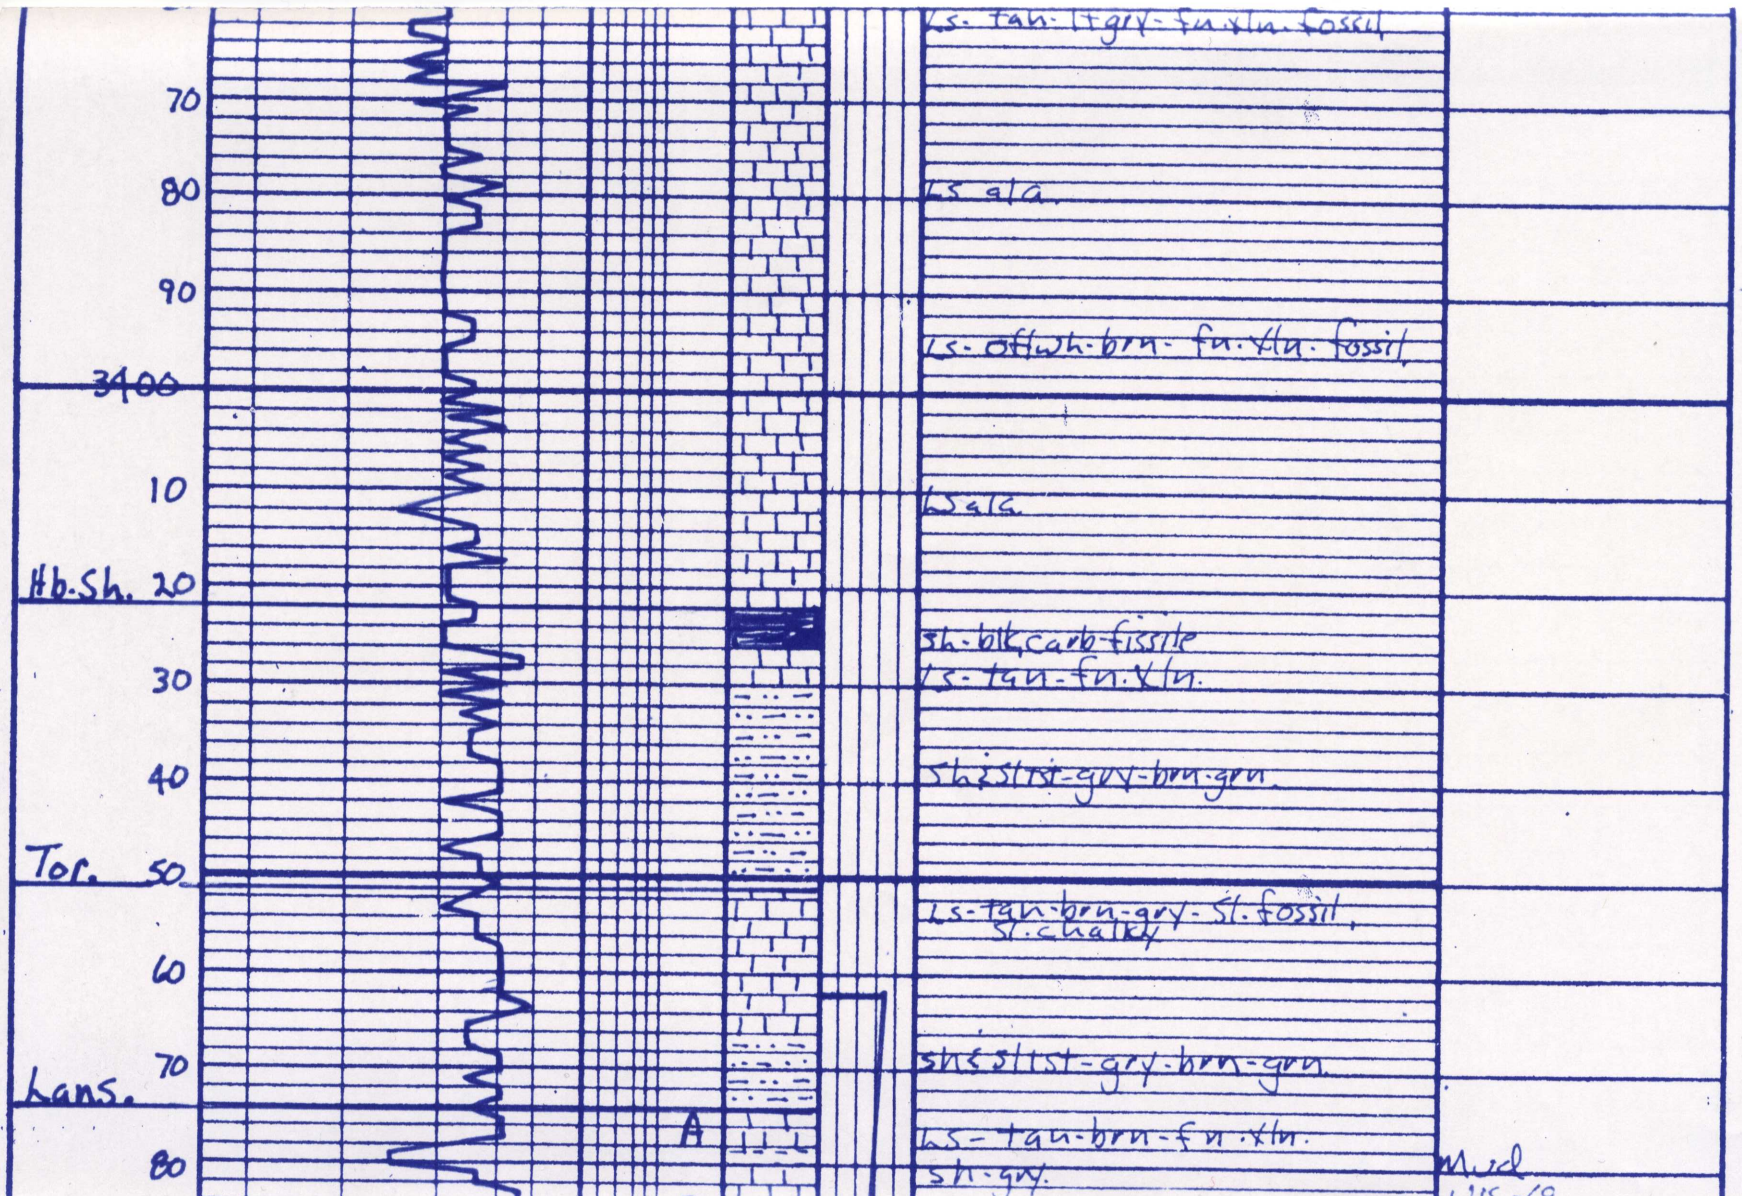 Ls- tan-ltgry-fn.xln.fossil
70
80
Ls a/a.
90
Ls- offwh-brn- fn.xln. fossil.
3400
10
Ls a/a.
Hb.Sh. 20
sh-blk, carb-fissile
Ls-tan-fn.xln.
30
40
sh&sltst-gry-brn-grn.
Tor. 50
Ls-tan-brn-gry-sl.fossil,
sl.chalky
60
70
sh&sltst-gry-brn-grn.
Lans.
A
Ls- tan-brn-fn.xln.
80
sh-gry.
Mud